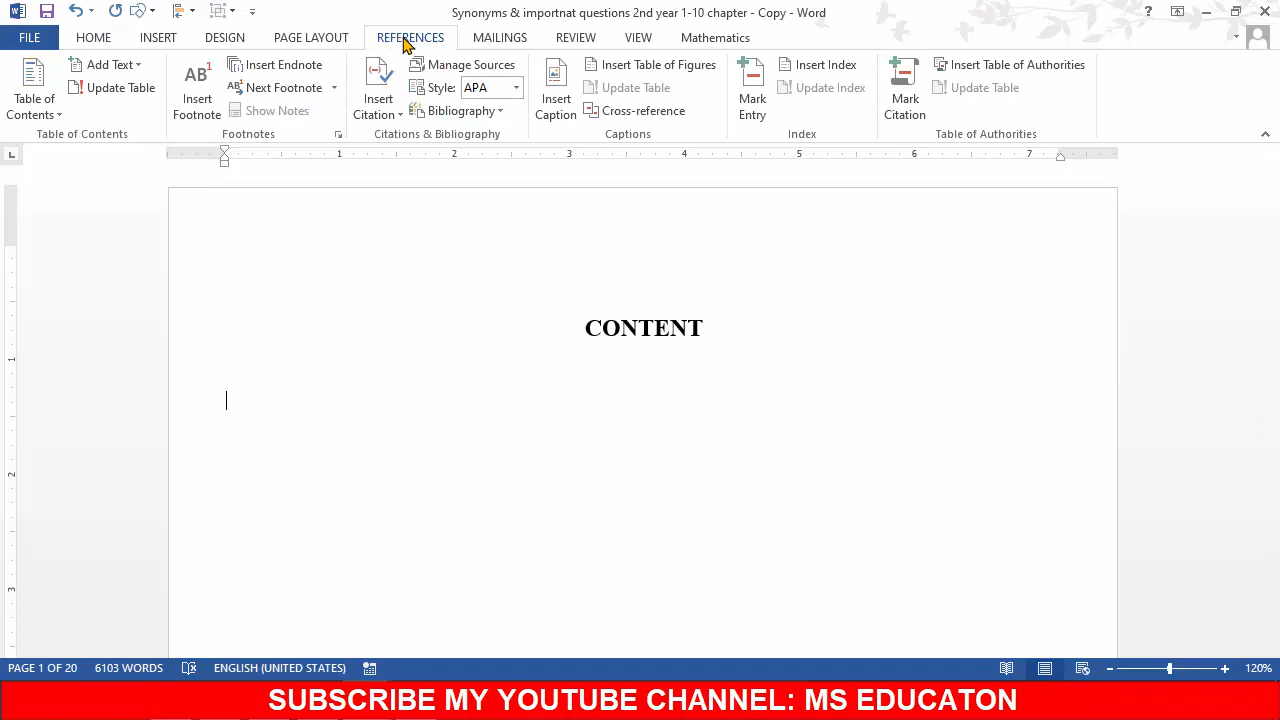 Synonyms & importnat questions 2nd year 1-10 chapter - Copy - Word
FILE HOME INSERT DESIGN PAGE LAYOUT REFERENCES MAILINGS REVIEW VIEW Mathematics
Table of Contents
Add Text
Update Table
Table of Contents
AB1 Insert Footnote
Insert Endnote
Next Footnote
Show Notes
Footnotes
Insert Citation
Manage Sources
Style: APA
Bibliography
Citations & Bibliography
Insert Caption
Insert Table of Figures
Update Table
Cross-reference
Captions
Mark Entry
Insert Index
Update Index
Index
Mark Citation
Insert Table of Authorities
Update Table
Table of Authorities
1 2 3 4 5 6 7
CONTENT
1
2
3
PAGE 1 OF 20 6103 WORDS ENGLISH (UNITED STATES) 120%
SUBSCRIBE MY YOUTUBE CHANNEL: MS EDUCATON